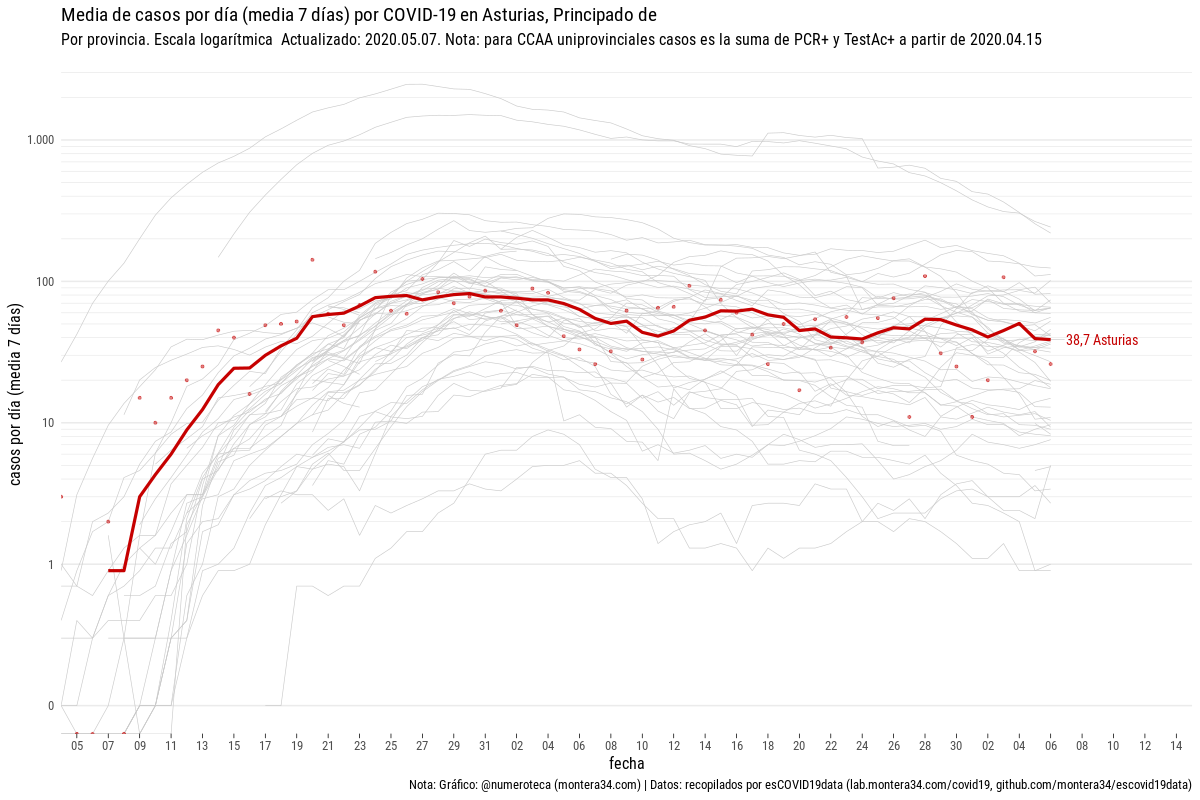 Media de casos por día (media 7 días) por COVID-19 en Asturias, Principado de
Por provincia. Escala logarítmica  Actualizado: 2020.05.07. Nota: para CCAA uniprovinciales casos es la suma de PCR+ y TestAc+ a partir de 2020.04.15
casos por día (media 7 días)
1.000
100
10
1
0
38,7 Asturias
05 07 09 11 13 15 17 19 21 23 25 27 29 31 02 04 06 08 10 12 14 16 18 20 22 24 26 28 30 02 04 06 08 10 12 14
fecha
Nota: Gráfico: @numeroteca (montera34.com) | Datos: recopilados por esCOVID19data (lab.montera34.com/covid19, github.com/montera34/escovid19data)